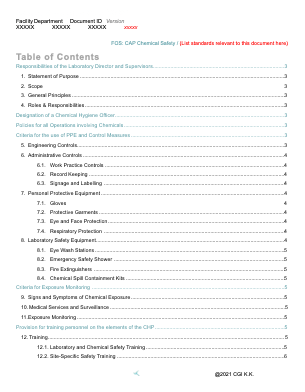 Facility Department Document ID Version
XXXXX XXXXX XXXXX xxxxx
FOS: CAP Chemical Safety / (List standards relevant to this document here)
Table of Contents
Responsibilities of the Laboratory Director and Supervisors 3
1. Statement of Purpose 3
2. Scope 3
3. General Principles 3
4. Roles & Responsibilities 3
Designation of a Chemical Hygiene Officer 3
Policies for all Operations involving Chemicals 3
Criteria for the use of PPE and Control Measures 3
5. Engineering Controls 3
6. Administrative Controls 4
6.1. Work Practice Controls 4
6.2. Record Keeping 4
6.3. Signage and Labelling 4
7. Personal Protective Equipment 4
7.1. Gloves 4
7.2. Protective Garments 4
7.3. Eye and Face Protection 4
7.4. Respiratory Protection 4
8. Laboratory Safety Equipment 4
8.1. Eye Wash Stations 5
8.2. Emergency Safety Shower 5
8.3. Fire Extinguishers 5
8.4. Chemical Spill Containment Kits 5
Criteria for Exposure Monitoring 5
9. Signs and Symptoms of Chemical Exposure 5
10. Medical Services and Surveillance 5
11. Exposure Monitoring 5
Provision for training personnel on the elements of the CHP 5
12. Training 5
12.1. Laboratory and Chemical Safety Training 5
12.2. Site-Specific Safety Training 6
@2021 CGI K.K.